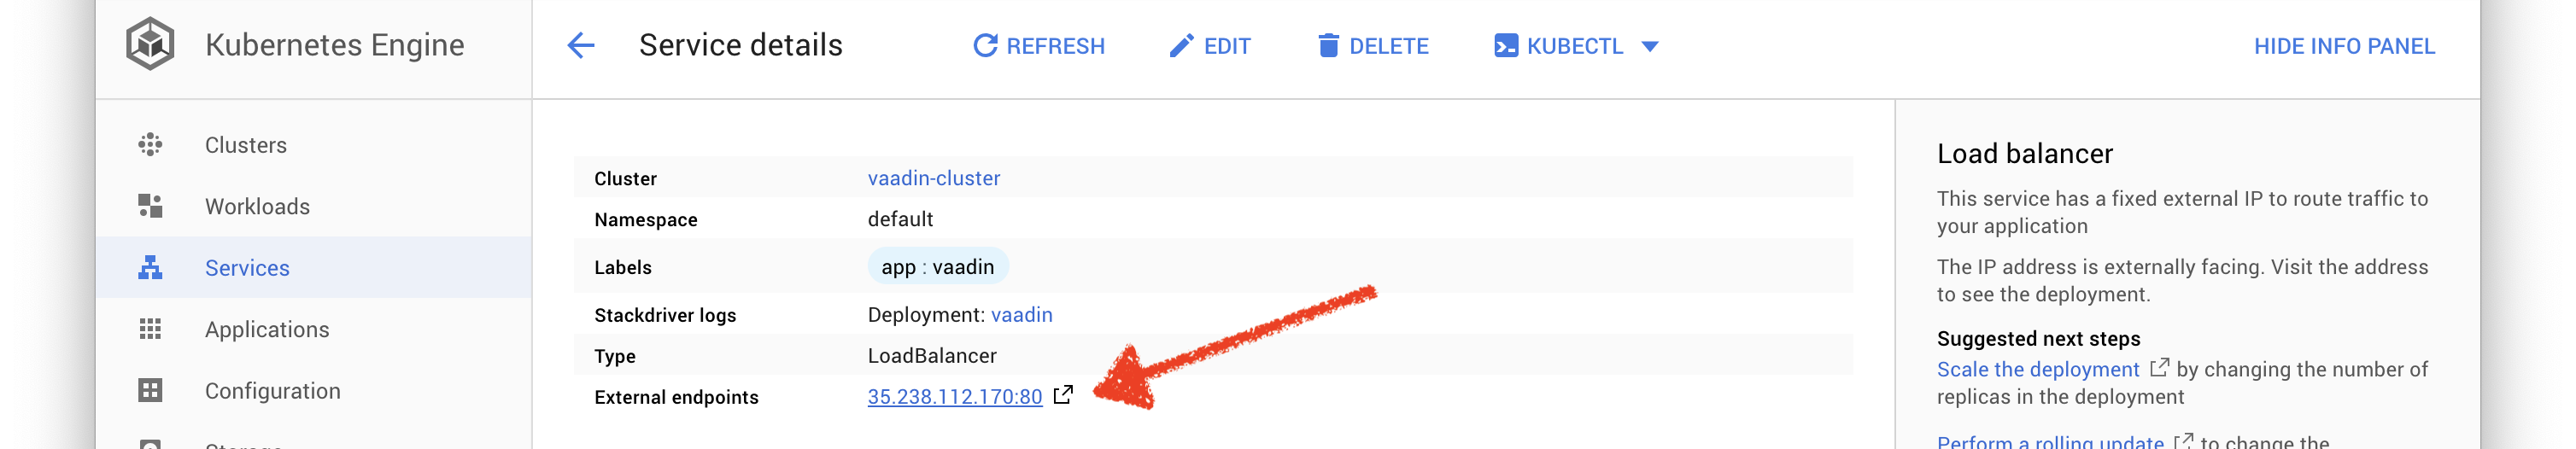 Kubernetes Engine
Service details
REFRESH
EDIT
DELETE
KUBECTL
HIDE INFO PANEL
Clusters
Workloads
Services
Applications
Configuration
Storage
Cluster vaadin-cluster
Namespace default
Labels app : vaadin
Stackdriver logs Deployment: vaadin
Type LoadBalancer
External endpoints 35.238.112.170:80
Load balancer
This service has a fixed external IP to route traffic to
your application
The IP address is externally facing. Visit the address
to see the deployment.
Suggested next steps
Scale the deployment by changing the number of
replicas in the deployment
Perform a rolling update to change the